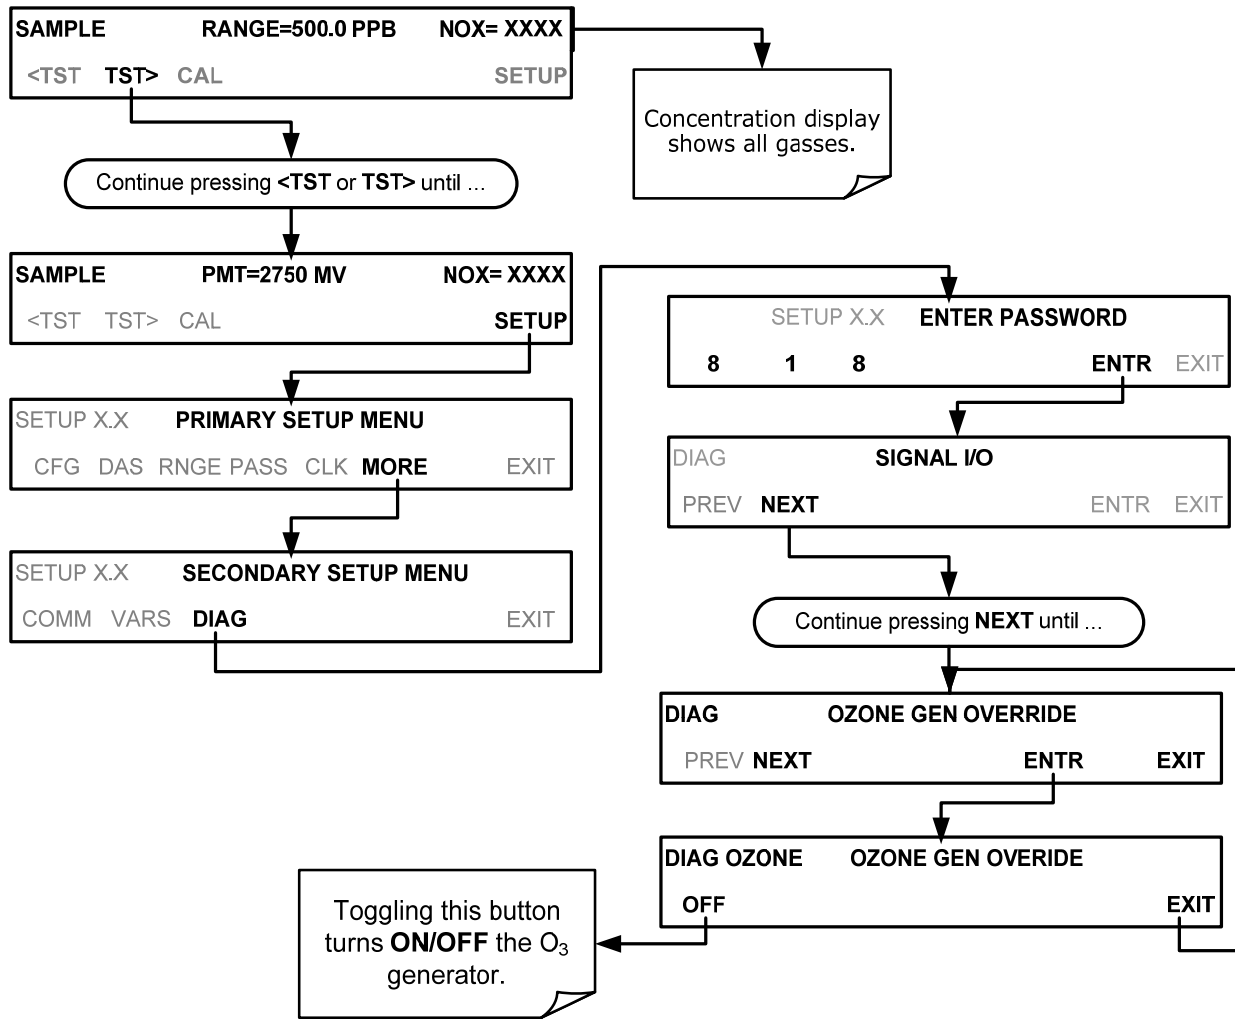 SAMPLE RANGE=500.0 PPB NOX= XXXX
<TST TST> CAL SETUP
Concentration display
shows all gasses.
Continue pressing <TST or TST> until ...
SAMPLE PMT=2750 MV NOX= XXXX
<TST TST> CAL SETUP
SETUP X.X PRIMARY SETUP MENU
CFG DAS RNGE PASS CLK MORE EXIT
SETUP X.X SECONDARY SETUP MENU
COMM VARS DIAG EXIT
SETUP X.X ENTER PASSWORD
8 1 8 ENTR EXIT
DIAG SIGNAL I/O
PREV NEXT ENTR EXIT
Continue pressing NEXT until ...
DIAG OZONE GEN OVERRIDE
PREV NEXT ENTR EXIT
DIAG OZONE OZONE GEN OVERIDE
OFF EXIT
Toggling this button
turns ON/OFF the O₃
generator.